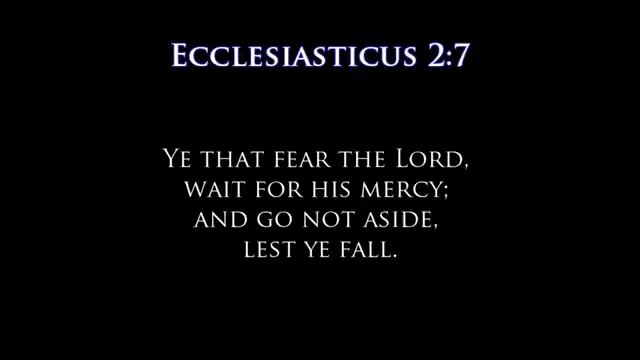 Ecclesiasticus 2:7
Ye that fear the Lord,
wait for his mercy;
and go not aside,
lest ye fall.